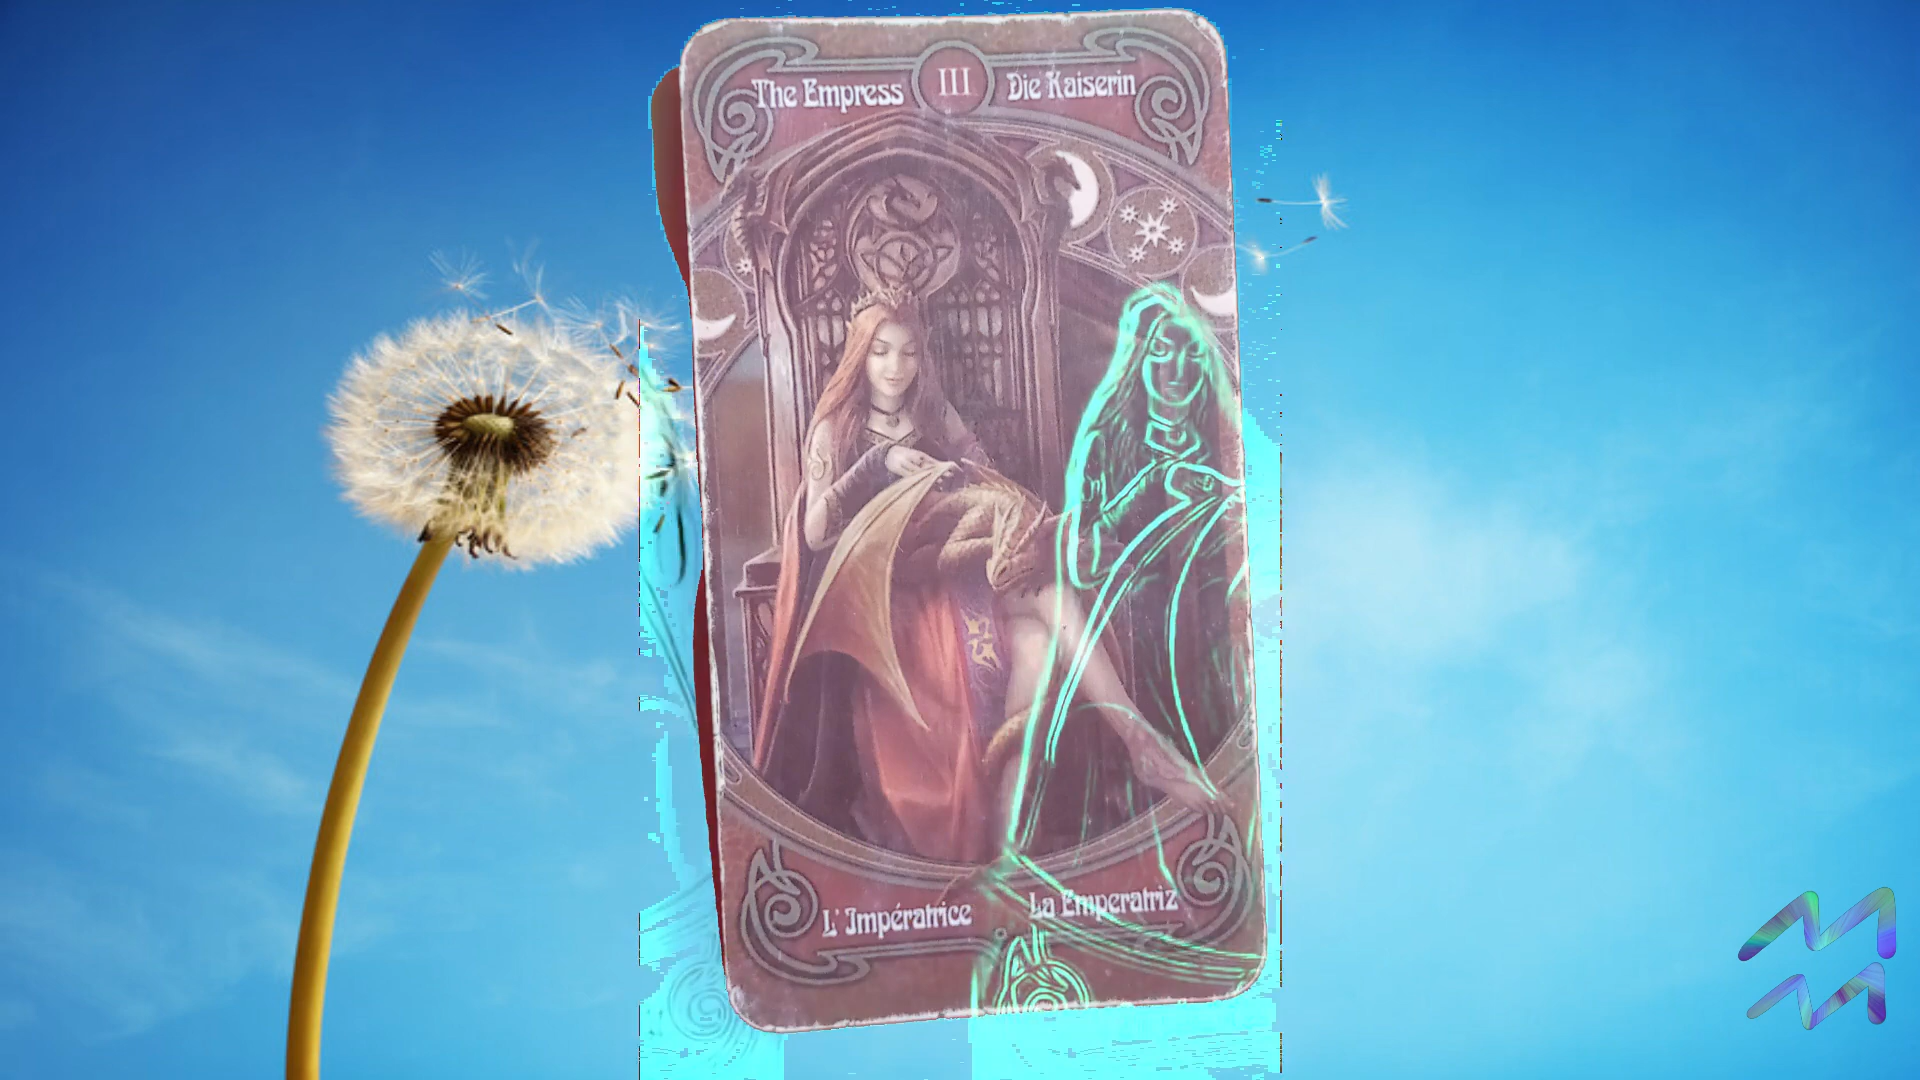 The Empress III Die Kaiserin
L' Impératrice La Emperatriz